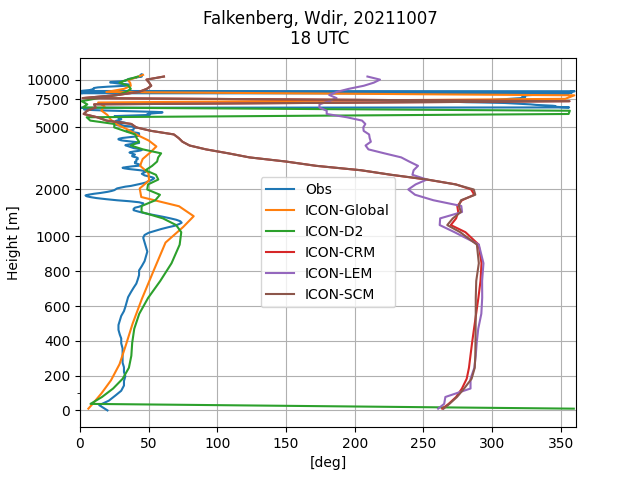 Falkenberg, Wdir, 20211007
18 UTC
10000
7500
5000
2000
1000
800
600
400
200
0
Height [m]
Obs
ICON-Global
ICON-D2
ICON-CRM
ICON-LEM
ICON-SCM
0 50 100 150 200 250 300 350
[deg]